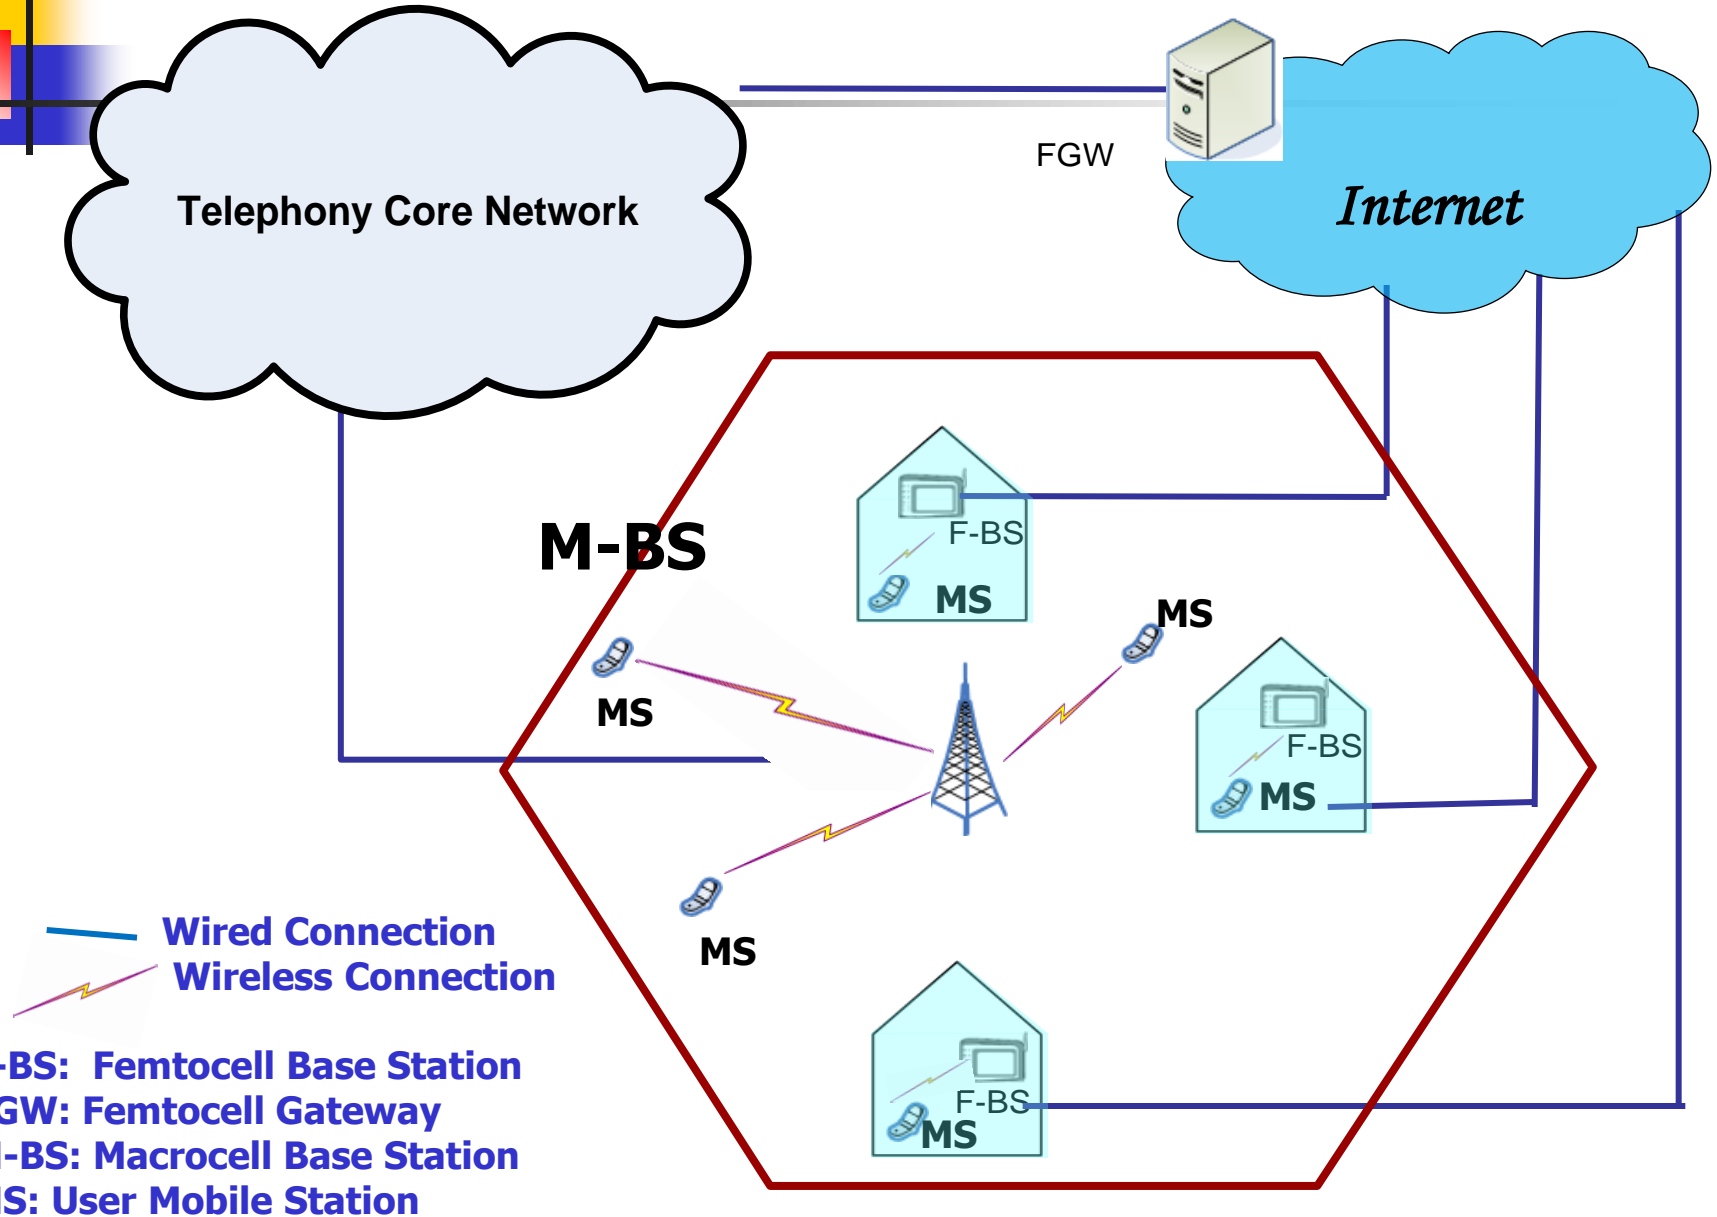 FGW
Telephony Core Network
Internet
M-BS
F-BS
MS
MS
MS
F-BS
MS
MS
F-BS
MS
Wired Connection
Wireless Connection
-BS: Femtocell Base Station
GW: Femtocell Gateway
-BS: Macrocell Base Station
S: User Mobile Station